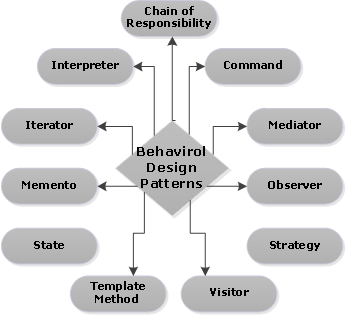 Chain of
Responsibility
Interpreter
Command
Iterator
Mediator
Behavirol
Design
Patterns
Memento
Observer
State
Strategy
Template
Method
Visitor